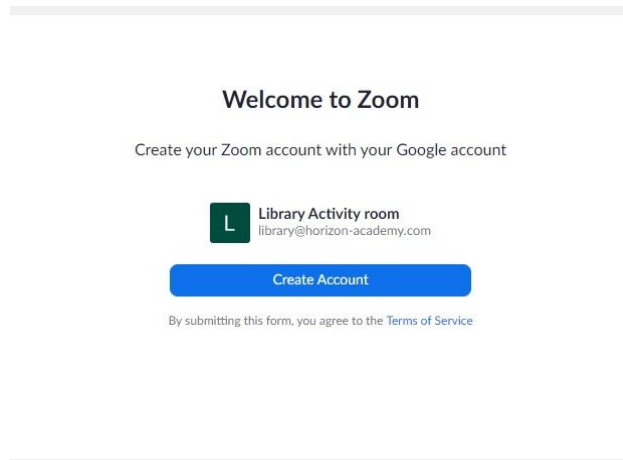 Welcome to Zoom
Create your Zoom account with your Google account
L
Library Activity room
library@horizon-academy.com
Create Account
By submitting this form, you agree to the Terms of Service